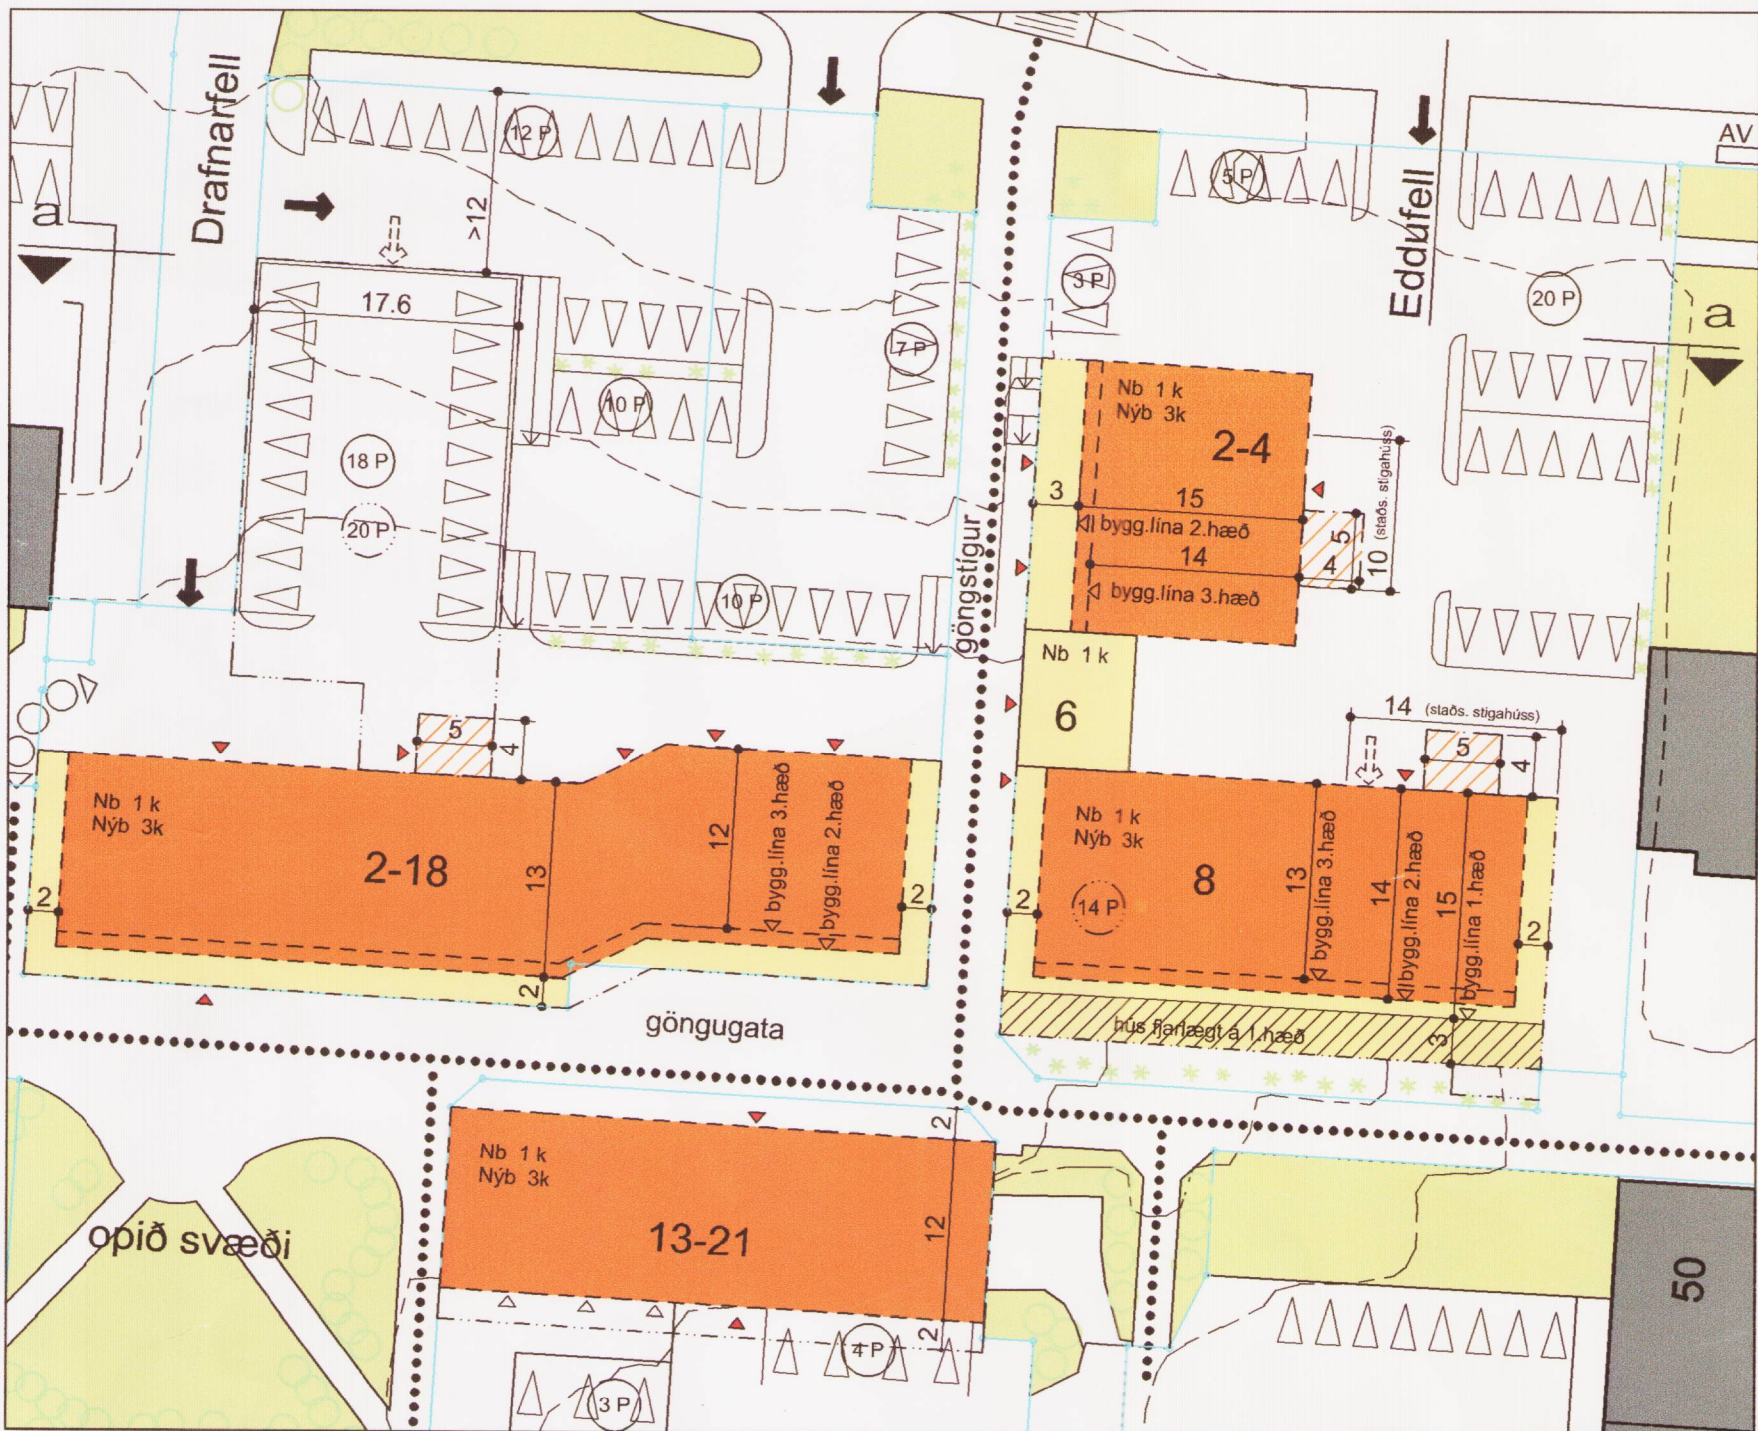 Drafnarfell
12 P
>12
a
17.6
18 P
20 P
10 P
7 P
10 P
göngstígur
5 P
3 P
Eddufell
20 P
AV
a
Nb 1 k
Nýb 3k
2-4
3
15
bygg.lína 2.hæð
14
bygg.lína 3.hæð
5
4
10 (staðs. stigahúss)
Nb 1 k
6
5
4
Nb 1 k
Nýb 3k
2-18
13
12
bygg.lína 3.hæð
bygg.lína 2.hæð
2
2
2
14 (staðs. stigahúss)
5
4
Nb 1 k
Nýb 3k
8
14 P
13
bygg.lína 3.hæð
14
bygg.lína 2.hæð
15
bygg.lína 1.hæð
2
2
hús fjarlægt á 1.hæð
3
göngugata
Nb 1 k
Nýb 3k
13-21
2
12
2
opið svæði
4 P
3 P
50